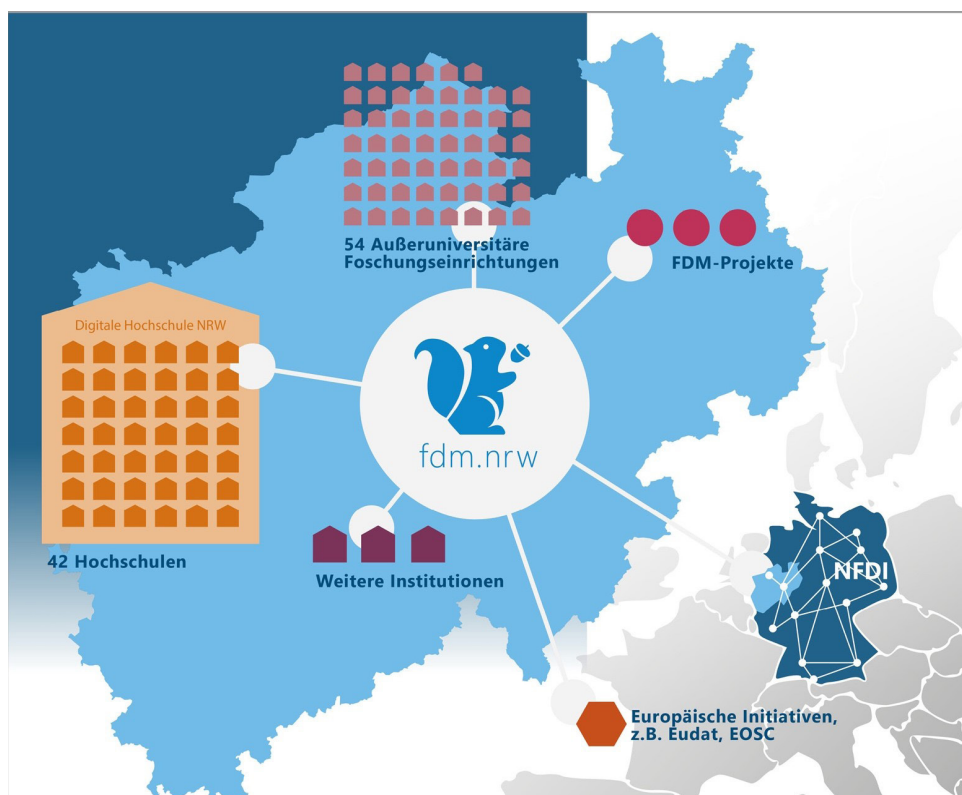 54 Außeruniversitäre
Foschungseinrichtungen
FDM-Projekte
Digitale Hochschule NRW
fdm.nrw
42 Hochschulen
Weitere Institutionen
NFDI
Europäische Initiativen,
z.B. Eudat, EOSC